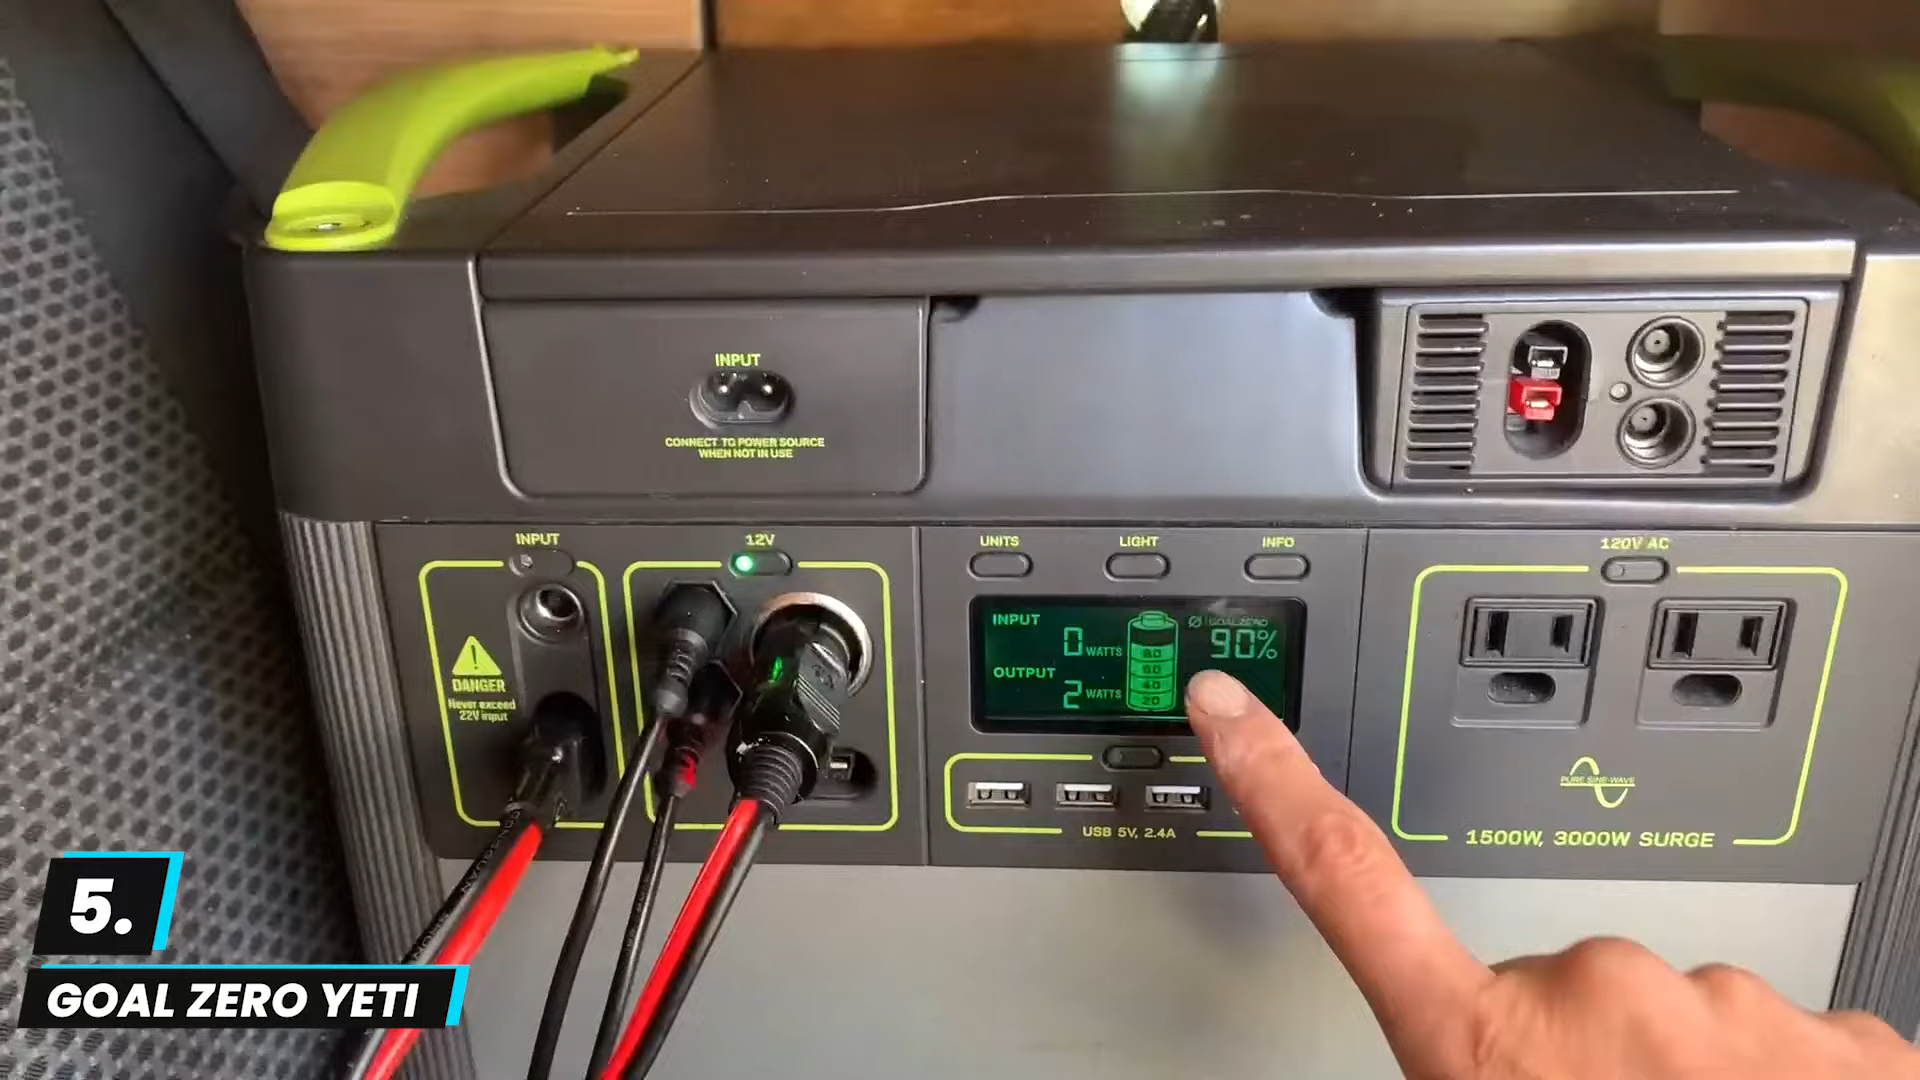 INPUT
CONNECT TO POWER SOURCE
WHEN NOT IN USE
INPUT
DANGER
Never exceed
22V input
12V
UNITS
LIGHT
INFO
INPUT
0 WATTS
OUTPUT
2 WATTS
80
60
40
20
GOAL ZERO
90%
USB 5V, 2.4A
120V AC
PURE SINE-WAVE
1500W, 3000W SURGE
5.
GOAL ZERO YETI